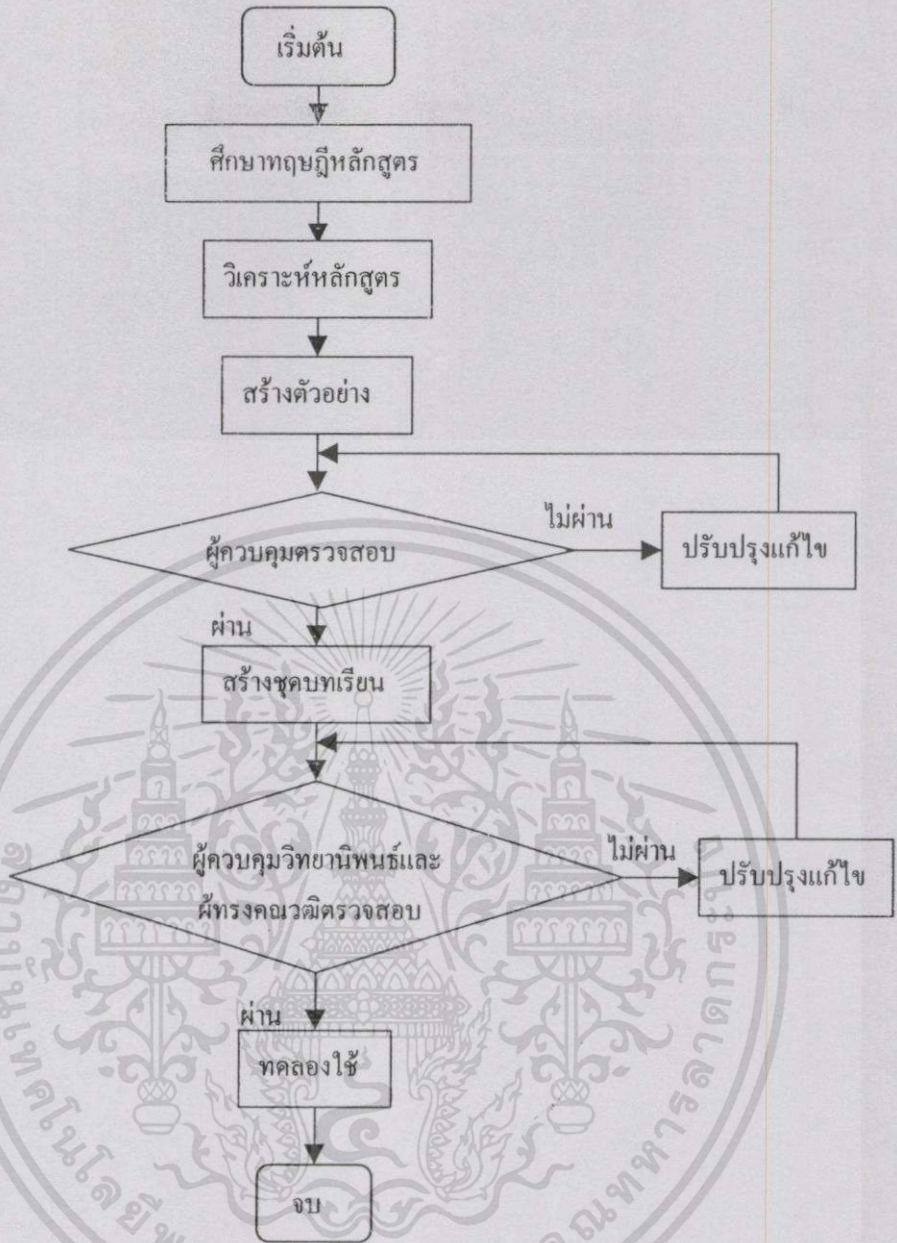 เริ่มต้น
ศึกษาทฤษฎีหลักสูตร
วิเคราะห์หลักสูตร
สร้างตัวอย่าง
ผู้ควบคุมตรวจสอบ
ไม่ผ่าน
ปรับปรุงแก้ไข
ผ่าน
สร้างชุดบทเรียน
ผู้ควบคุมวิทยานิพนธ์และ
ผู้ทรงคุณวุฒิตรวจสอบ
ไม่ผ่าน
ปรับปรุงแก้ไข
ผ่าน
ทดลองใช้
จบ